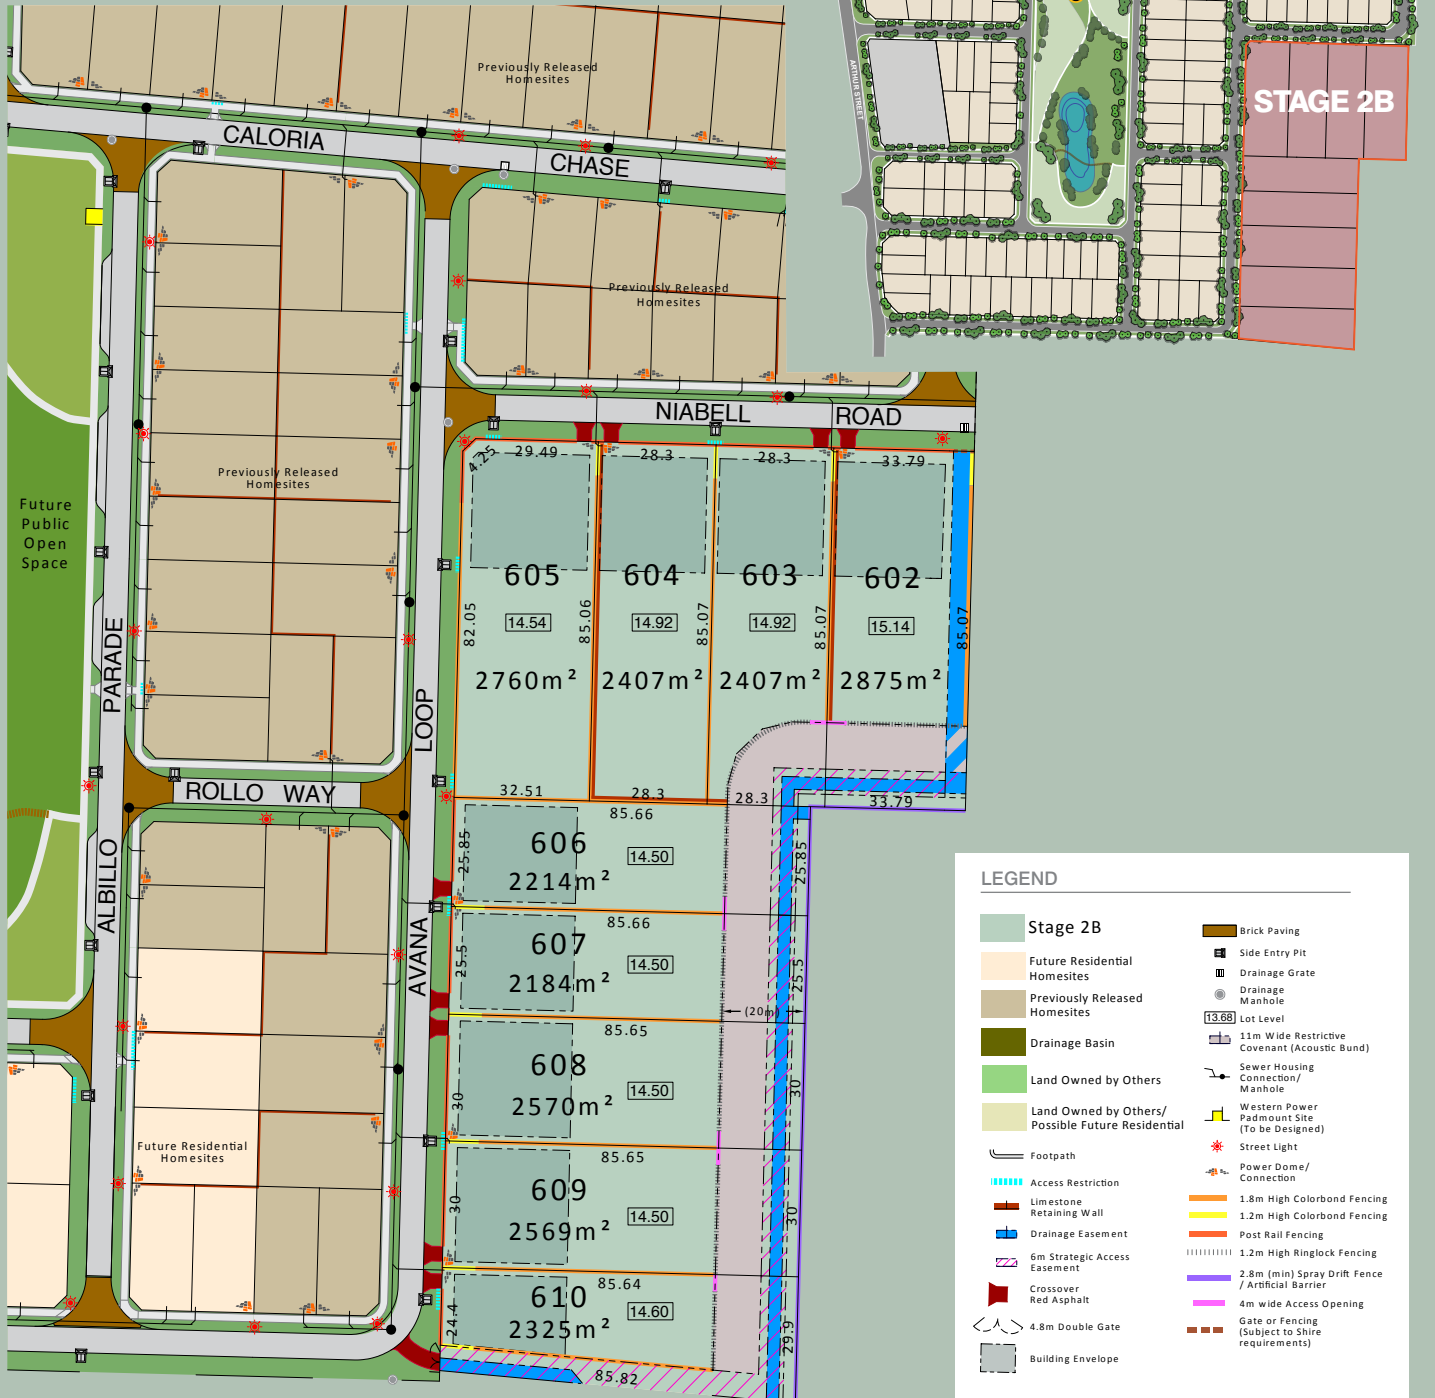 Previously Released
Homesites
CALORIA
CHASE
ARTHUR STREET
STAGE 2B
Previously Released
Homesites
NIABELL
ROAD
Previously Released
Homesites
Future
Public
Open
Space
PARADE
ALBILLO
LOOP
AVANA
ROLLO WAY
Future Residential
Homesites
4.25
29.49
28.3
28.3
33.79
605
604
603
602
14.54
14.92
14.92
15.14
82.05
85.06
85.07
85.07
85.07
2760m²
2407m²
2407m²
2875m²
32.51
28.3
28.3
33.79
85.66
606
14.50
2214m²
25.85
25.85
85.66
607
14.50
2184m²
25.5
25.5
(20m)
85.65
608
14.50
2570m²
30
30
85.65
609
14.50
2569m²
30
30
85.64
610
14.60
2325m²
24.4
29.9
85.82
LEGEND
Stage 2B
Future Residential
Homesites
Previously Released
Homesites
Drainage Basin
Land Owned by Others
Land Owned by Others/
Possible Future Residential
Footpath
Access Restriction
Limestone
Retaining Wall
Drainage Easement
6m Strategic Access
Easement
Crossover
Red Asphalt
4.8m Double Gate
Building Envelope
Brick Paving
Side Entry Pit
Drainage Grate
Drainage
Manhole
13.68 Lot Level
11m Wide Restrictive
Covenant (Acoustic Bund)
Sewer Housing
Connection/
Manhole
Western Power
Padmount Site
(To be Designed)
Street Light
Power Dome/
Connection
1.8m High Colorbond Fencing
1.2m High Colorbond Fencing
Post Rail Fencing
1.2m High Ringlock Fencing
2.8m (min) Spray Drift Fence
/ Artificial Barrier
4m wide Access Opening
Gate or Fencing
(Subject to Shire
requirements)